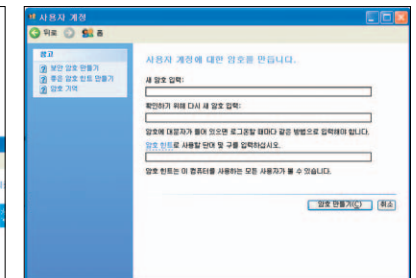 사용자 계정
뒤로
홈
참고
보안 암호 만들기
좋은 암호 힌트 만들기
암호 기억
사용자 계정에 대한 암호를 만듭니다.
새 암호 입력:
확인하기 위해 다시 새 암호 입력:
암호에 대문자가 들어 있으면 로그온할 때마다 같은 방법으로 입력해야 합니다.
암호 힌트로 사용할 단어 및 구를 입력하십시오.
암호 힌트는 이 컴퓨터를 사용하는 모든 사용자가 볼 수 있습니다.
암호 만들기(C)
취소